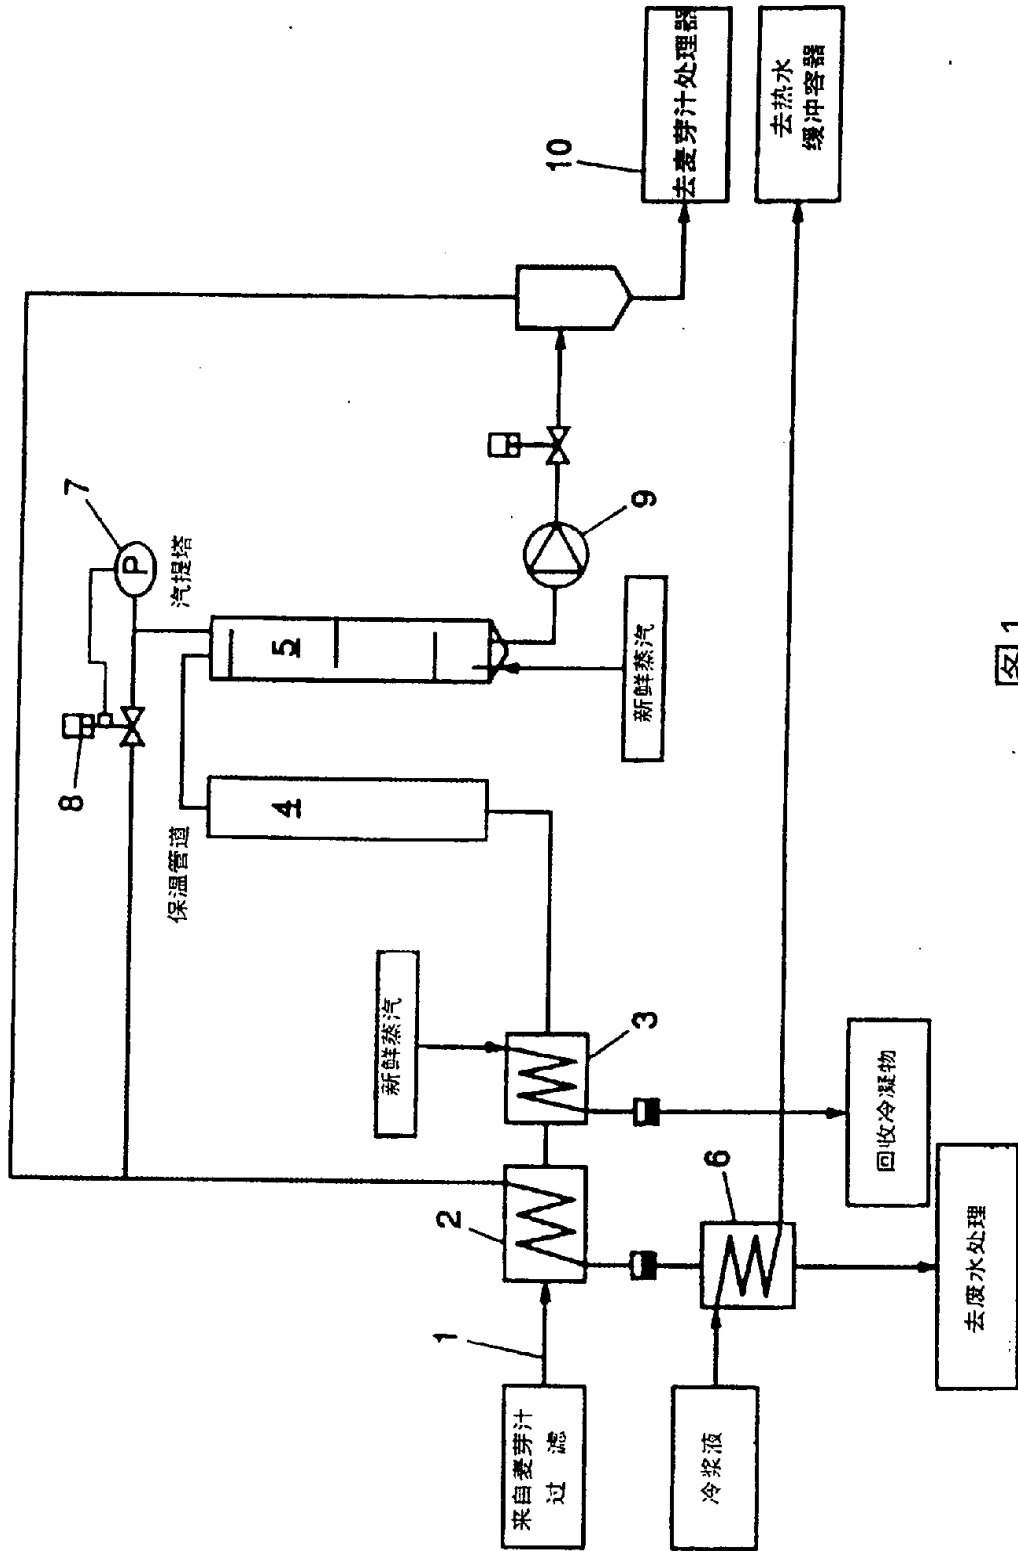 10
去麦芽汁处理器
去热水
缓冲容器
7
P
汽提塔
5
9
新鲜蒸汽
8
保温管道
4
新鲜蒸汽
3
2
6
回收冷凝物
去废水处理
1
来自麦芽汁
过 滤
冷浆液
图 1